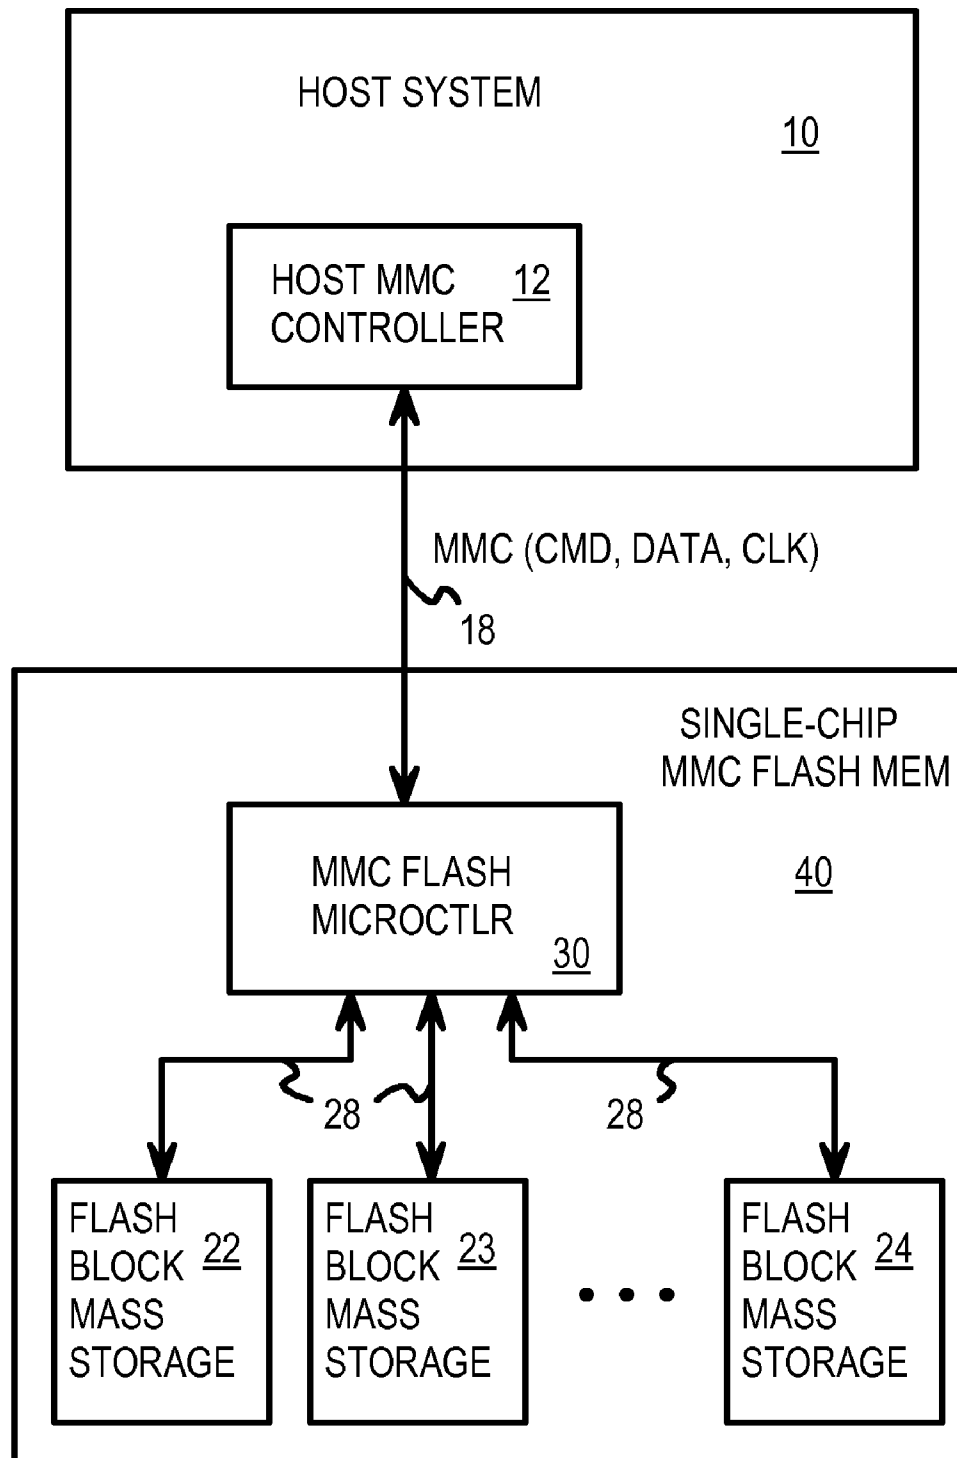 HOST SYSTEM
10
HOST MMC 12
CONTROLLER
MMC (CMD, DATA, CLK)
18
SINGLE-CHIP
MMC FLASH MEM
40
MMC FLASH
MICROCTLR
30
28
28
FLASH
BLOCK 22
MASS
STORAGE
FLASH
BLOCK 23
MASS
STORAGE
• • •
FLASH
BLOCK 24
MASS
STORAGE